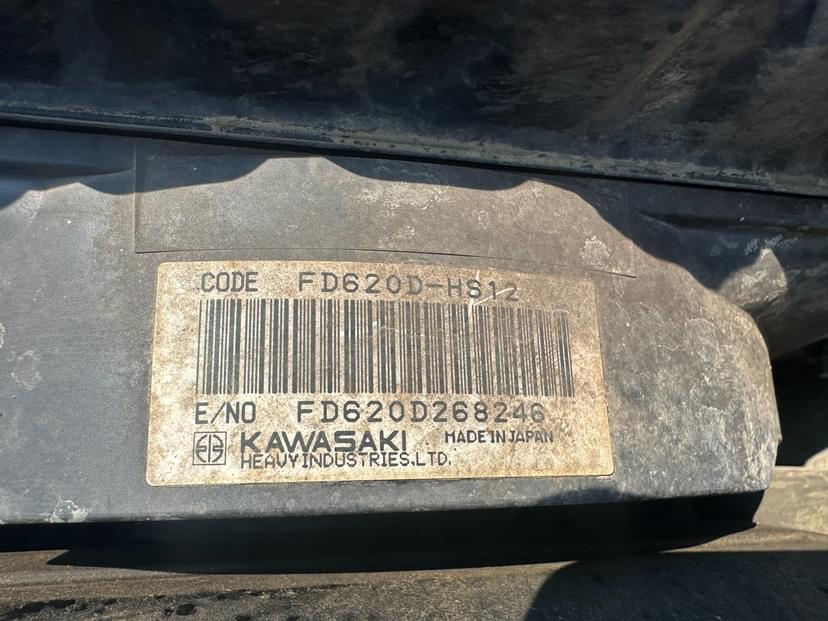 CODE FD620D-HS12
E/NO FD620D268246
KAWASAKI MADE IN JAPAN
HEAVY INDUSTRIES,LTD.